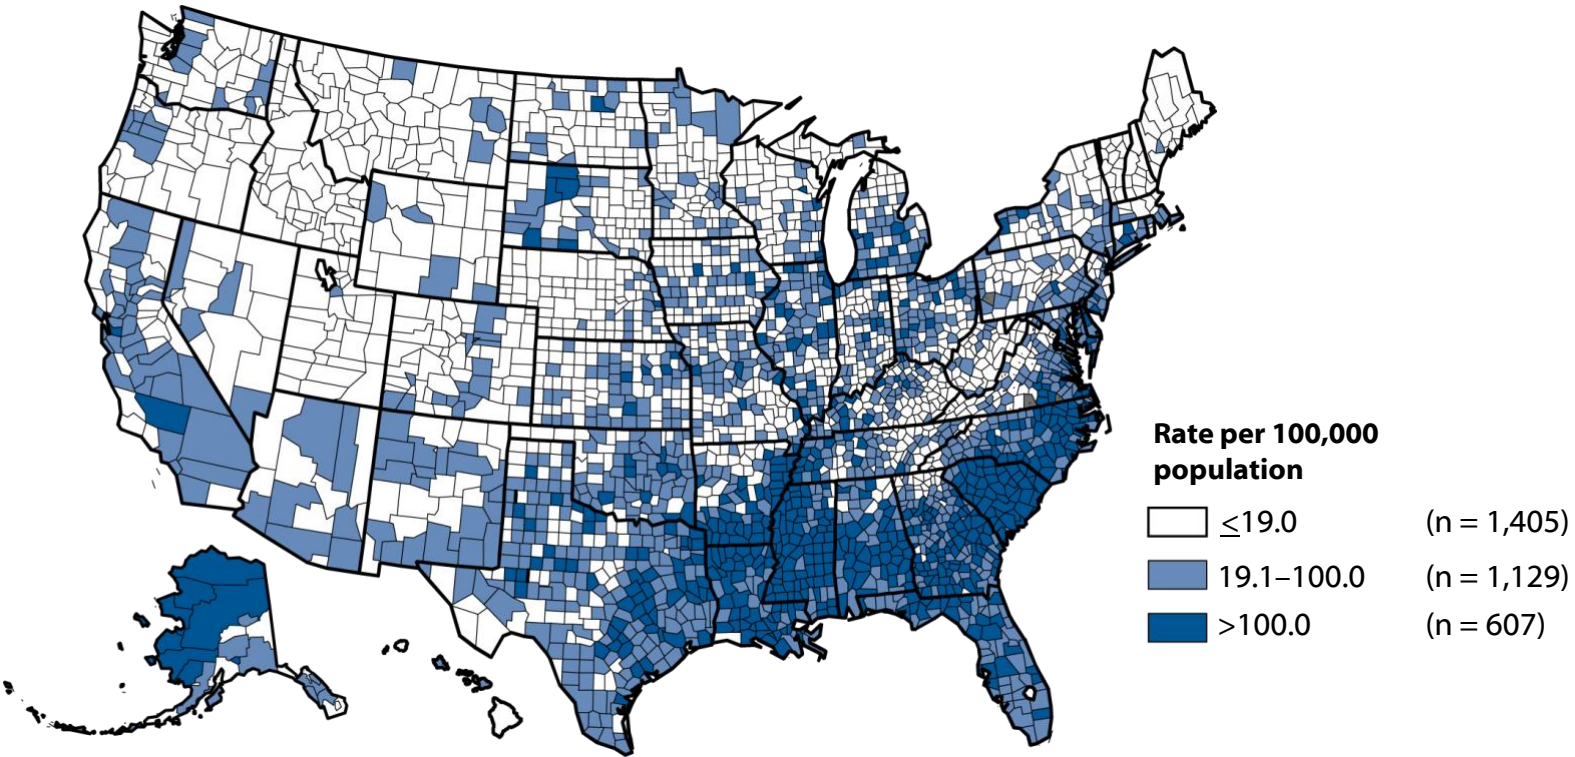 Rate per 100,000
population
≤19.0 (n = 1,405)
19.1–100.0 (n = 1,129)
>100.0 (n = 607)